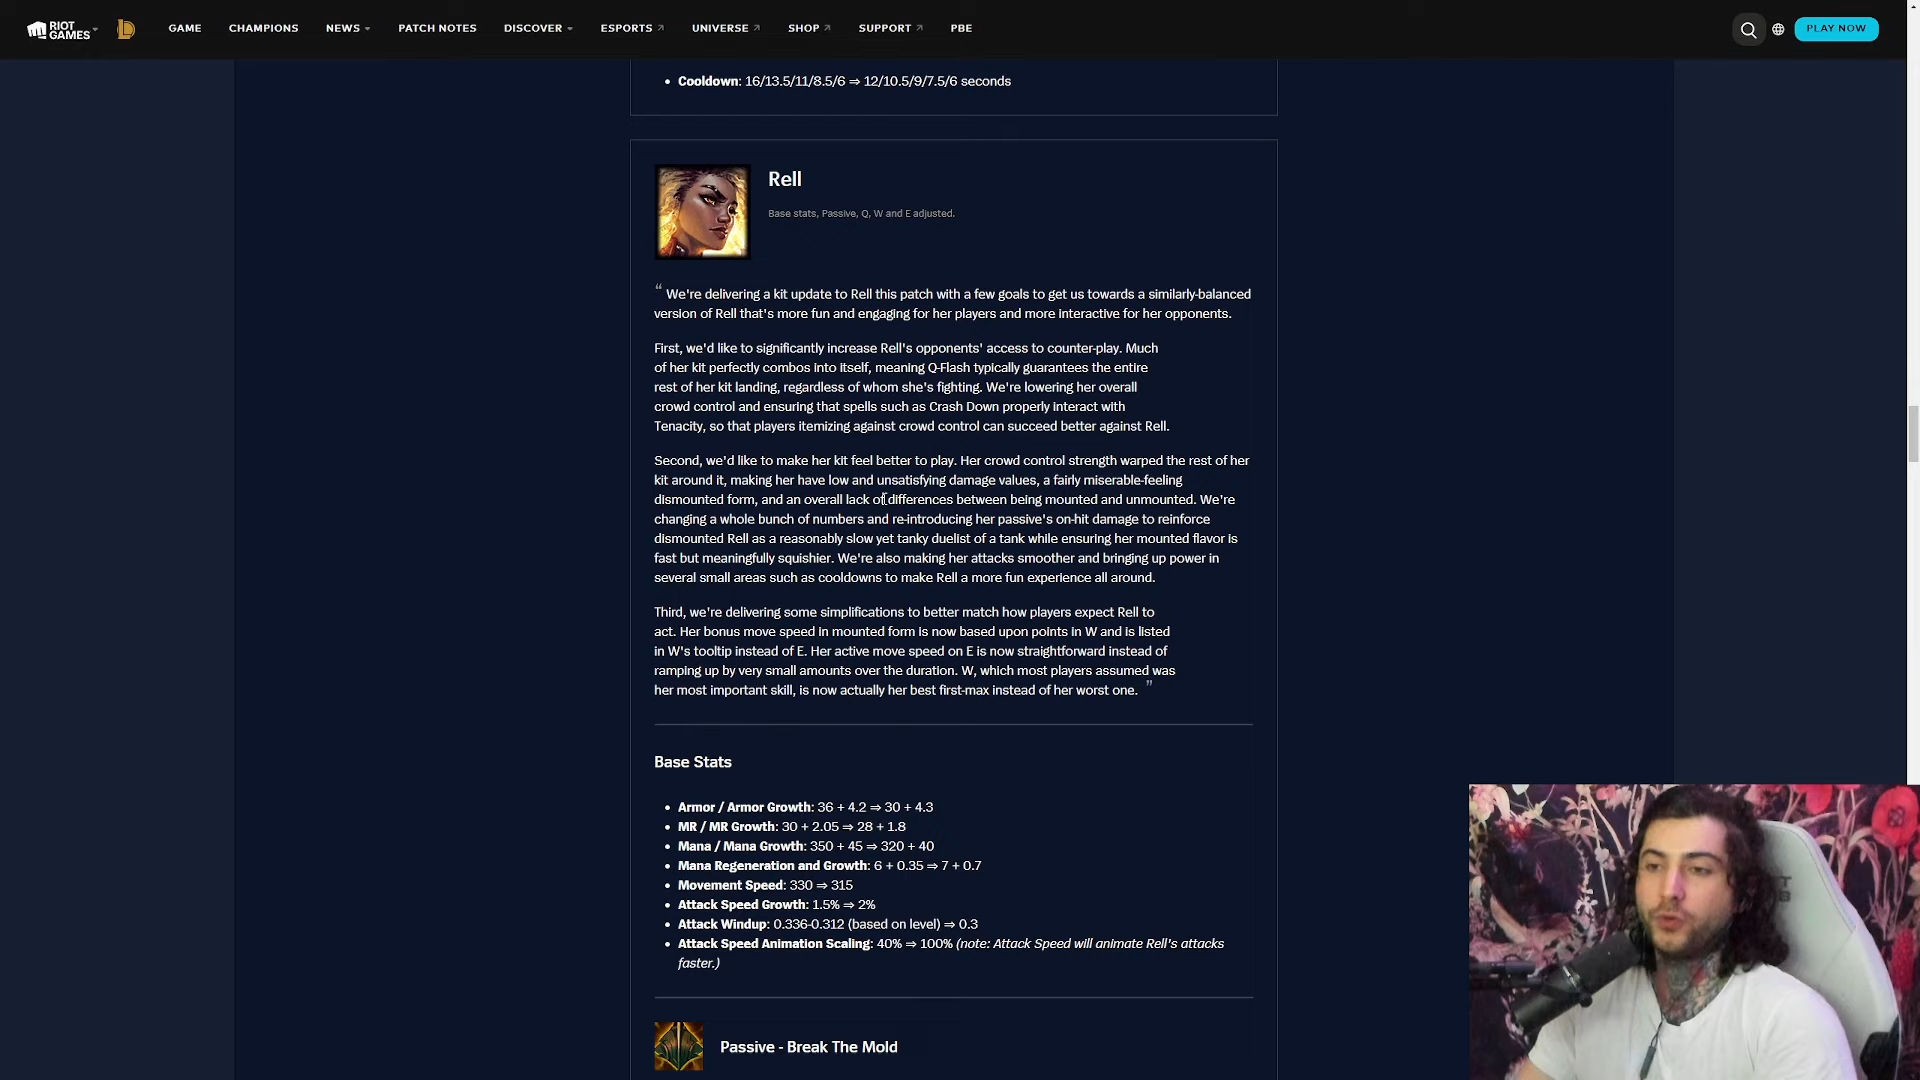 RIOT GAMES
GAME
CHAMPIONS
NEWS
PATCH NOTES
DISCOVER
ESPORTS
UNIVERSE
SHOP
SUPPORT
PBE
PLAY NOW
Cooldown: 16/13.5/11/8.5/6 ⇒ 12/10.5/9/7.5/6 seconds
Rell
Base stats, Passive, Q, W and E adjusted.
“ We're delivering a kit update to Rell this patch with a few goals to get us towards a similarly-balanced
version of Rell that's more fun and engaging for her players and more interactive for her opponents.
First, we'd like to significantly increase Rell's opponents' access to counter-play. Much
of her kit perfectly combos into itself, meaning Q-Flash typically guarantees the entire
rest of her kit landing, regardless of whom she's fighting. We're lowering her overall
crowd control and ensuring that spells such as Crash Down properly interact with
Tenacity, so that players itemizing against crowd control can succeed better against Rell.
Second, we'd like to make her kit feel better to play. Her crowd control strength warped the rest of her
kit around it, making her have low and unsatisfying damage values, a fairly miserable-feeling
dismounted form, and an overall lack of differences between being mounted and unmounted. We're
changing a whole bunch of numbers and re-introducing her passive's on-hit damage to reinforce
dismounted Rell as a reasonably slow yet tanky duelist of a tank while ensuring her mounted flavor is
fast but meaningfully squishier. We're also making her attacks smoother and bringing up power in
several small areas such as cooldowns to make Rell a more fun experience all around.
Third, we're delivering some simplifications to better match how players expect Rell to
act. Her bonus move speed in mounted form is now based upon points in W and is listed
in W's tooltip instead of E. Her active move speed on E is now straightforward instead of
ramping up by very small amounts over the duration. W, which most players assumed was
her most important skill, is now actually her best first-max instead of her worst one. ”
Base Stats
Armor / Armor Growth: 36 + 4.2 ⇒ 30 + 4.3
MR / MR Growth: 30 + 2.05 ⇒ 28 + 1.8
Mana / Mana Growth: 350 + 45 ⇒ 320 + 40
Mana Regeneration and Growth: 6 + 0.35 ⇒ 7 + 0.7
Movement Speed: 330 ⇒ 315
Attack Speed Growth: 1.5% ⇒ 2%
Attack Windup: 0.336-0.312 (based on level) ⇒ 0.3
Attack Speed Animation Scaling: 40% ⇒ 100% (note: Attack Speed will animate Rell's attacks
faster.)
Passive - Break The Mold